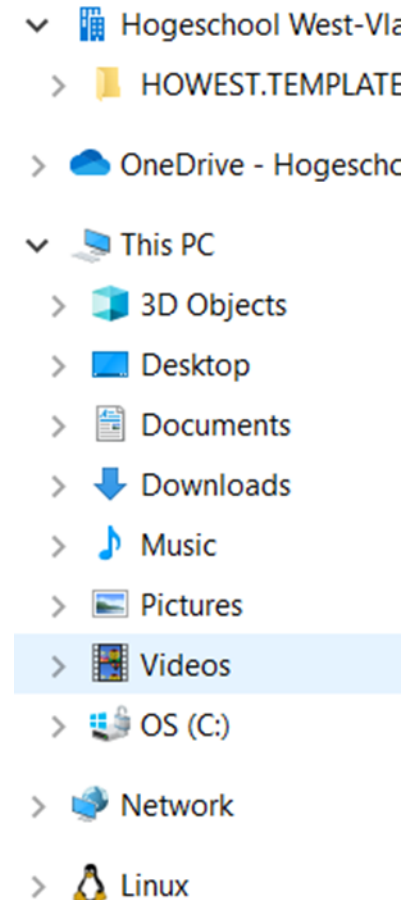 Hogeschool West-Vla
HOWEST.TEMPLATE
OneDrive - Hogescho
This PC
3D Objects
Desktop
Documents
Downloads
Music
Pictures
Videos
OS (C:)
Network
Linux